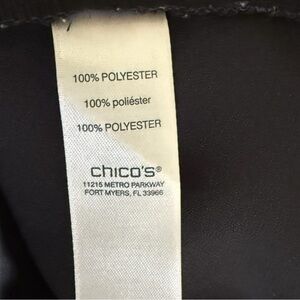 100% POLYESTER
100% poliéster
100% POLYESTER
chico's®
11215 METRO PARKWAY
FORT MYERS, FL 33966